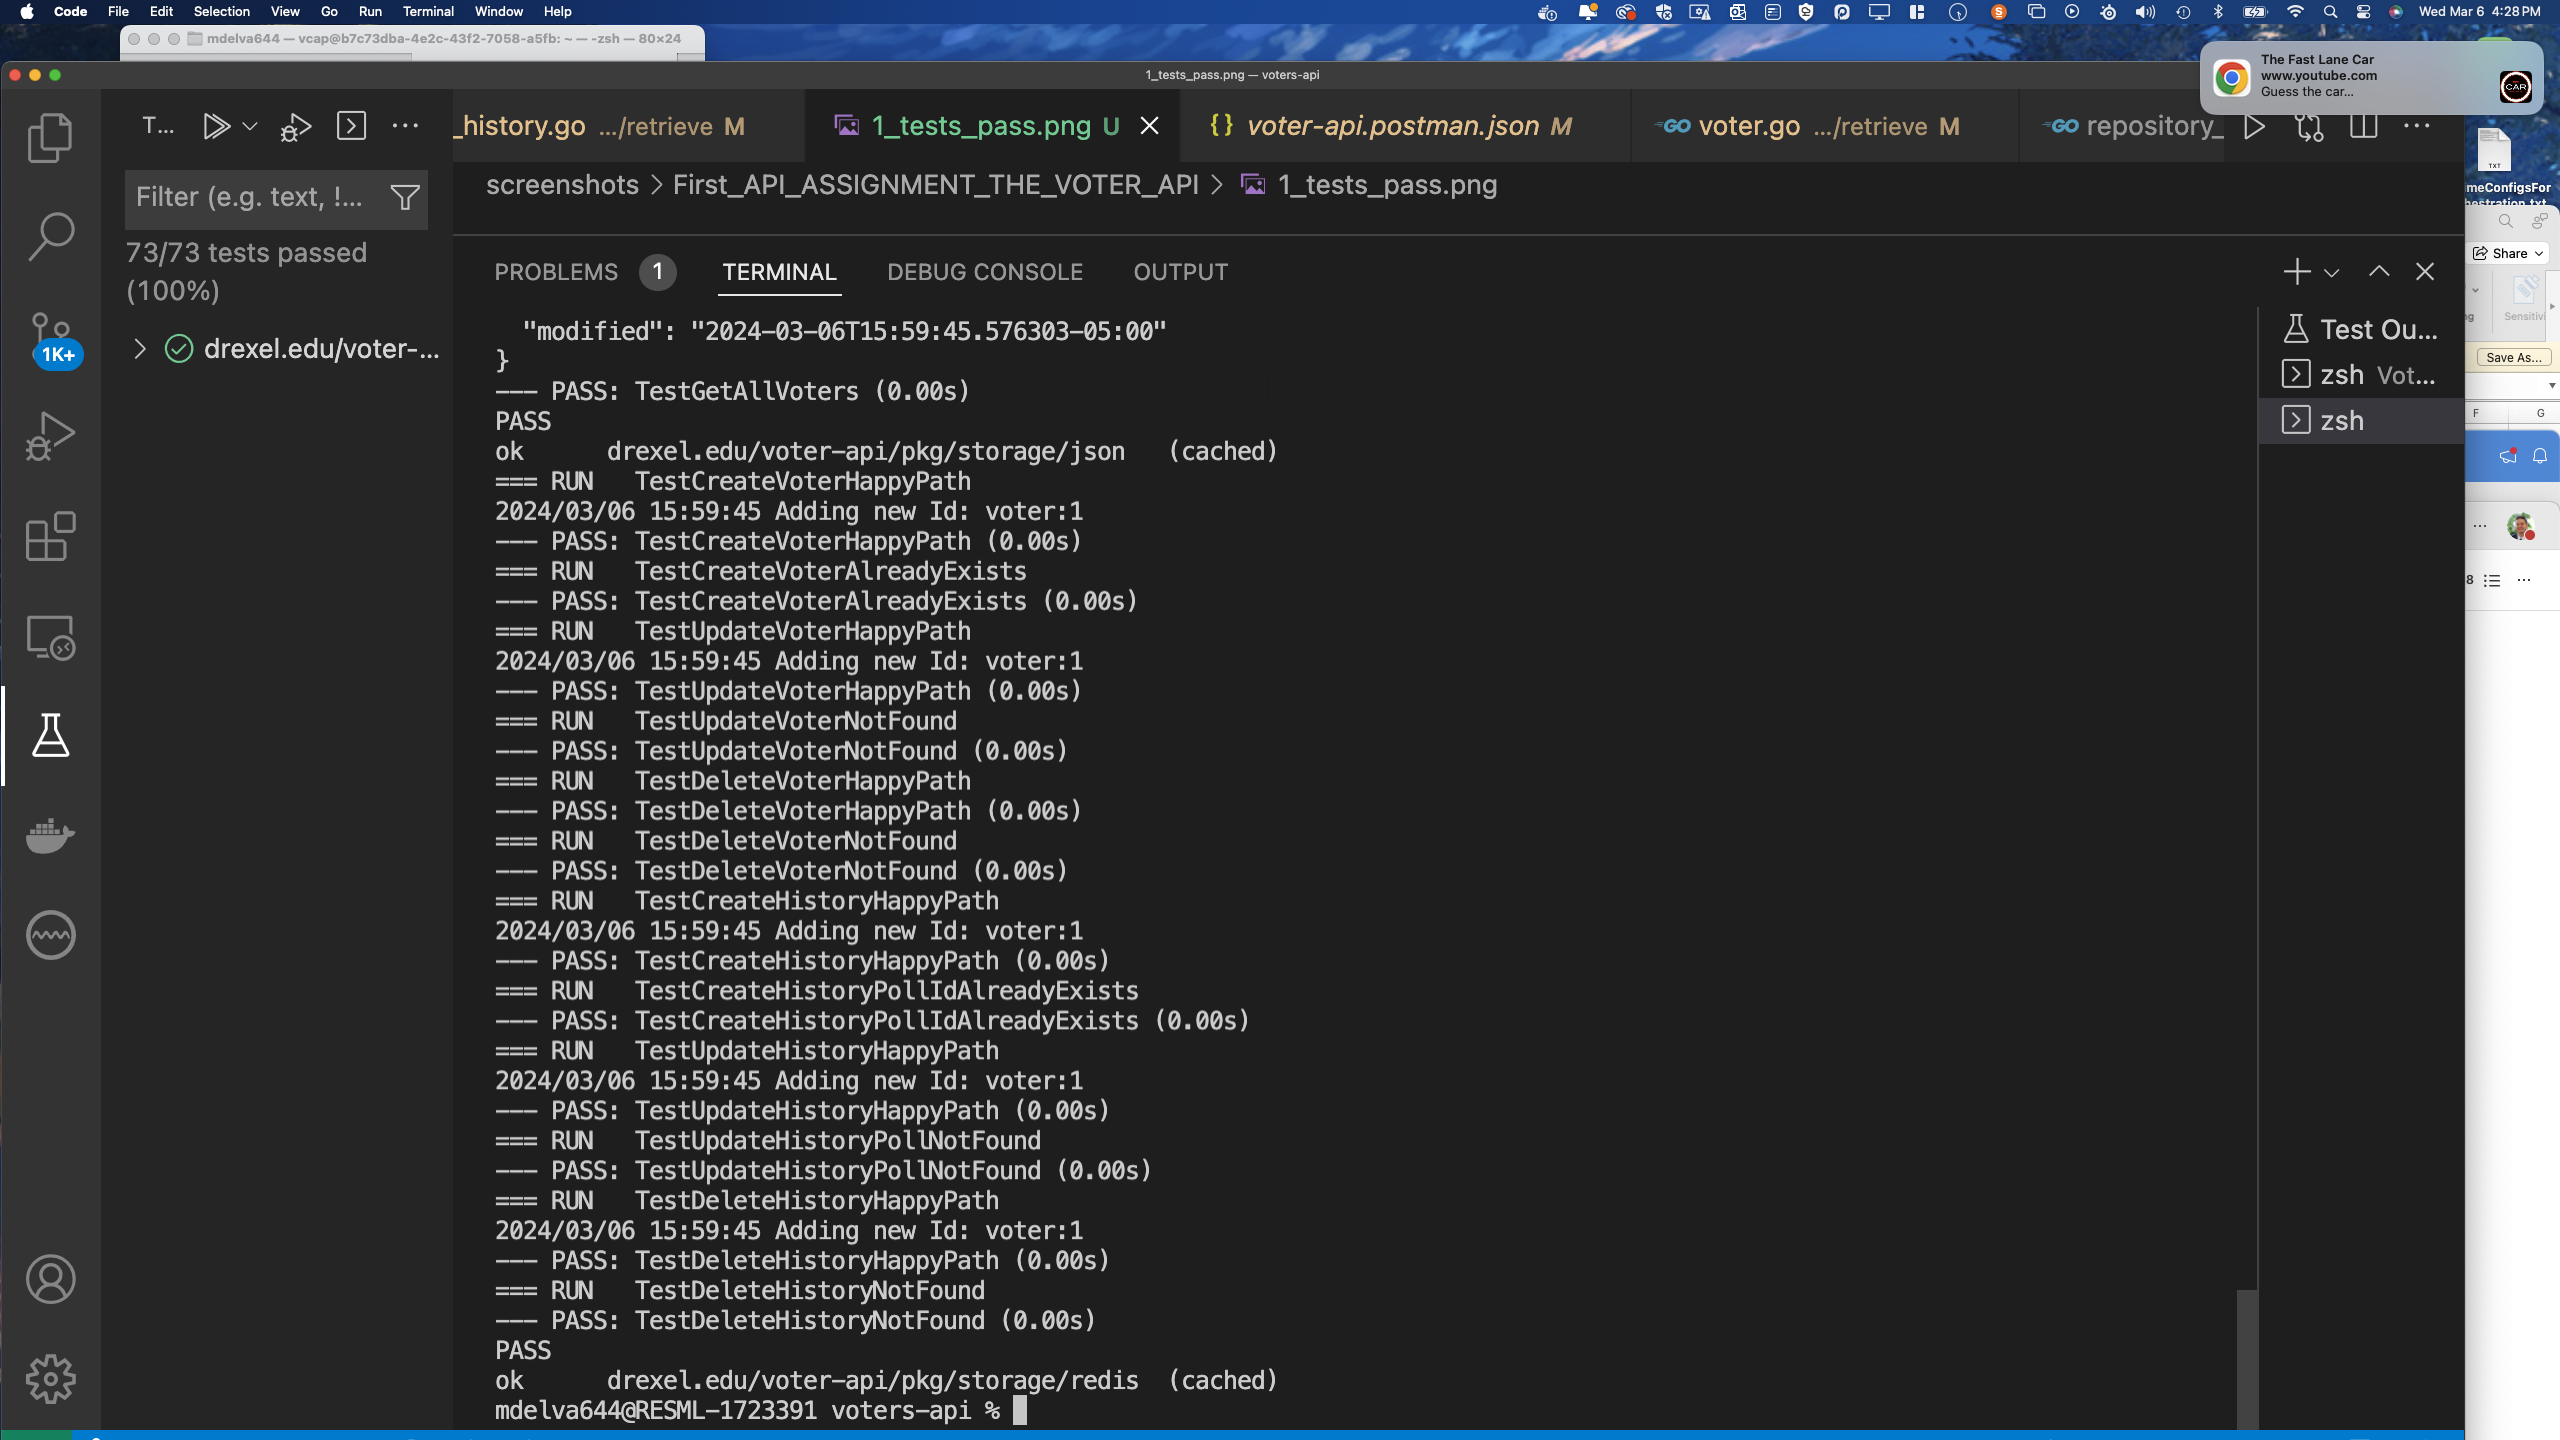 Code File Edit Selection View Go Run Terminal Window Help Wed Mar 6 4:28 PM
mdelva644 — vcap@b7c73dba-4e2c-43f2-7058-a5fb: ~ — -zsh — 80×24
1_tests_pass.png — voters-api
The Fast Lane Car
www.youtube.com
Guess the car...
CAR
T... _history.go .../retrieve M 1_tests_pass.png U {} voter-api.postman.json M GO voter.go .../retrieve M GO repository_
TXT
meConfigsFor
hestration.txt
screenshots > First_API_ASSIGNMENT_THE_VOTER_API > 1_tests_pass.png
Filter (e.g. text, !...
73/73 tests passed
(100%)
drexel.edu/voter-...
1K+
PROBLEMS 1 TERMINAL DEBUG CONSOLE OUTPUT
"modified": "2024-03-06T15:59:45.576303-05:00"
}
--- PASS: TestGetAllVoters (0.00s)
PASS
ok drexel.edu/voter-api/pkg/storage/json (cached)
=== RUN TestCreateVoterHappyPath
2024/03/06 15:59:45 Adding new Id: voter:1
--- PASS: TestCreateVoterHappyPath (0.00s)
=== RUN TestCreateVoterAlreadyExists
--- PASS: TestCreateVoterAlreadyExists (0.00s)
=== RUN TestUpdateVoterHappyPath
2024/03/06 15:59:45 Adding new Id: voter:1
--- PASS: TestUpdateVoterHappyPath (0.00s)
=== RUN TestUpdateVoterNotFound
--- PASS: TestUpdateVoterNotFound (0.00s)
=== RUN TestDeleteVoterHappyPath
--- PASS: TestDeleteVoterHappyPath (0.00s)
=== RUN TestDeleteVoterNotFound
--- PASS: TestDeleteVoterNotFound (0.00s)
=== RUN TestCreateHistoryHappyPath
2024/03/06 15:59:45 Adding new Id: voter:1
--- PASS: TestCreateHistoryHappyPath (0.00s)
=== RUN TestCreateHistoryPollIdAlreadyExists
--- PASS: TestCreateHistoryPollIdAlreadyExists (0.00s)
=== RUN TestUpdateHistoryHappyPath
2024/03/06 15:59:45 Adding new Id: voter:1
--- PASS: TestUpdateHistoryHappyPath (0.00s)
=== RUN TestUpdateHistoryPollNotFound
--- PASS: TestUpdateHistoryPollNotFound (0.00s)
=== RUN TestDeleteHistoryHappyPath
2024/03/06 15:59:45 Adding new Id: voter:1
--- PASS: TestDeleteHistoryHappyPath (0.00s)
=== RUN TestDeleteHistoryNotFound
--- PASS: TestDeleteHistoryNotFound (0.00s)
PASS
ok drexel.edu/voter-api/pkg/storage/redis (cached)
mdelva644@RESML-1723391 voters-api %
Test Ou...
zsh Vot...
zsh
Share
ng Sensitivi
Save As...
F G
8